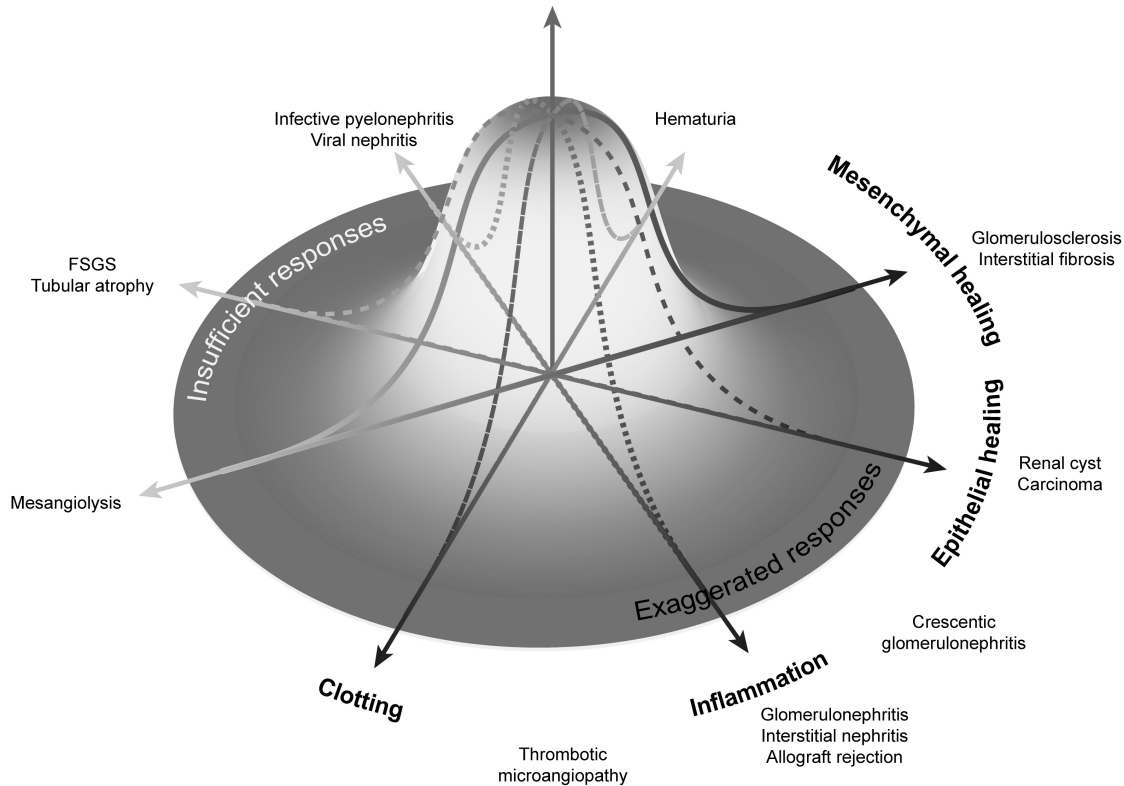 Infective pyelonephritis
Viral nephritis
Hematuria
Mesenchymal healing
Glomerulosclerosis
Interstitial fibrosis
Insufficient responses
FSGS
Tubular atrophy
Epithelial healing
Renal cyst
Carcinoma
Mesangiolysis
Exaggerated responses
Crescentic
glomerulonephritis
Clotting
Inflammation
Glomerulonephritis
Interstitial nephritis
Allograft rejection
Thrombotic
microangiopathy